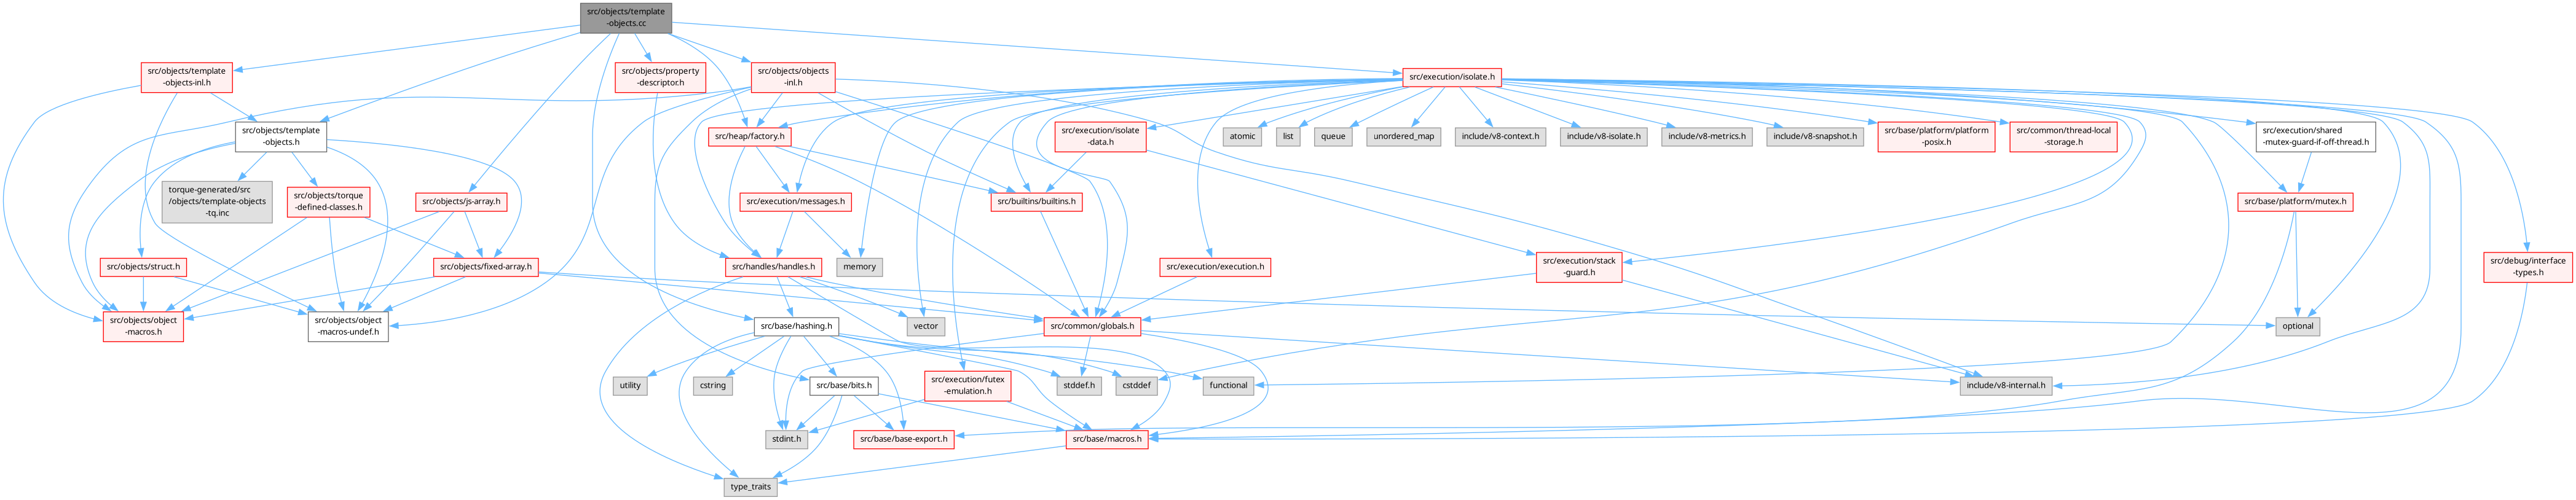 src/objects/template
-objects.cc
src/objects/template
-objects-inl.h
src/objects/property
-descriptor.h
src/objects/objects
-inl.h
src/execution/isolate.h
src/objects/template
-objects.h
src/heap/factory.h
src/execution/isolate
-data.h
atomic
list
queue
unordered_map
include/v8-context.h
include/v8-isolate.h
include/v8-metrics.h
include/v8-snapshot.h
src/base/platform/platform
-posix.h
src/common/thread-local
-storage.h
src/execution/shared
-mutex-guard-if-off-thread.h
torque-generated/src
/objects/template-objects
-tq.inc
src/objects/torque
-defined-classes.h
src/objects/js-array.h
src/execution/messages.h
src/builtins/builtins.h
src/base/platform/mutex.h
src/objects/struct.h
src/objects/fixed-array.h
src/handles/handles.h
memory
src/execution/execution.h
src/execution/stack
-guard.h
src/debug/interface
-types.h
src/objects/object
-macros.h
src/objects/object
-macros-undef.h
src/base/hashing.h
vector
src/common/globals.h
optional
utility
cstring
src/base/bits.h
src/execution/futex
-emulation.h
stddef.h
cstddef
functional
include/v8-internal.h
stdint.h
src/base/base-export.h
src/base/macros.h
type_traits